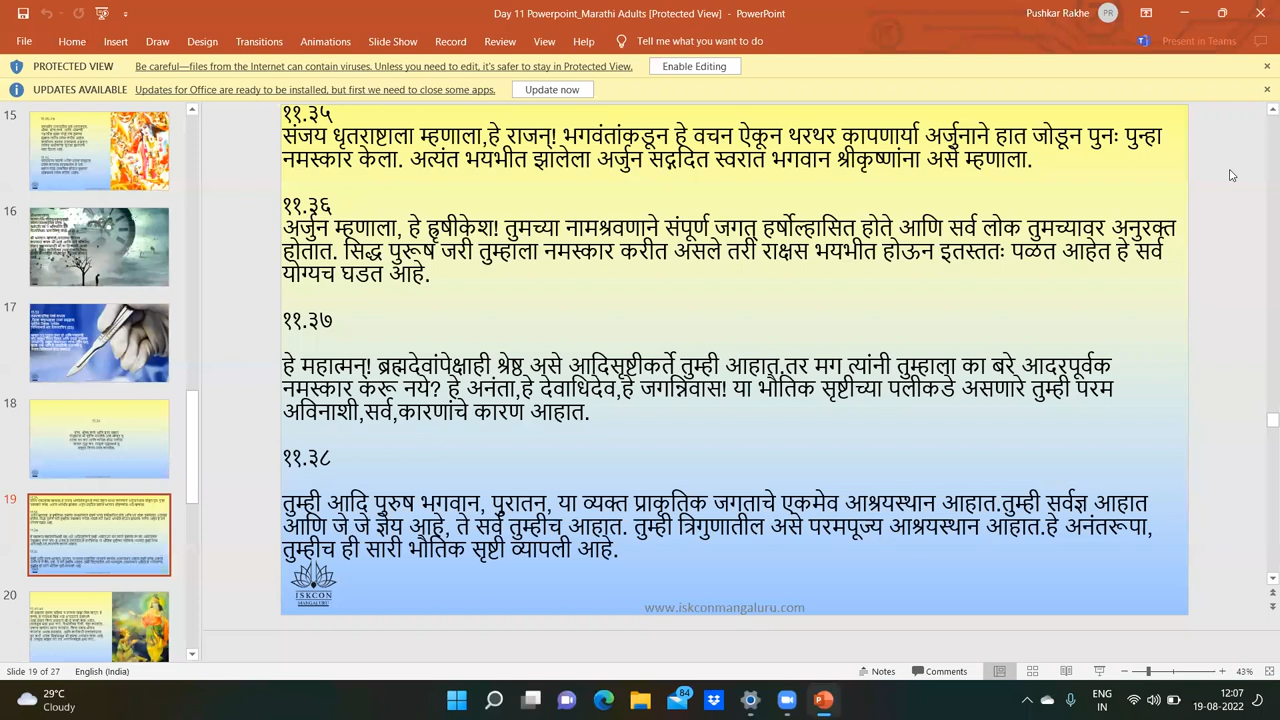 Day 11 Powerpoint_Marathi Adults [Protected View] - PowerPoint
Pushkar Rakhe
PR
File Home Insert Draw Design Transitions Animations Slide Show Record Review View Help Tell me what you want to do
Present in Teams
PROTECTED VIEW Be careful—files from the Internet can contain viruses. Unless you need to edit, it's safer to stay in Protected View. Enable Editing
UPDATES AVAILABLE Updates for Office are ready to be installed, but first we need to close some apps. Update now
15
16
17
18
19
20
११.३५
संजय धृतराष्टाला म्हणाला,हे राजन्! भगवंतांकडून हे वचन ऐकून थरथर कापणार्या अर्जुनाने हात जोडून पुनः पुन्हा
नमस्कार केला. अत्यंत भयभीत झालेला अर्जुन सद्गदित स्वरात भगवान श्रीकृष्णांना असे म्हणाला.
११.३६
अर्जुन म्हणाला, हे हृषीकेश! तुमच्या नामश्रवणाने संपूर्ण जगत् हर्षोल्हासित होते आणि सर्व लोक तुमच्यावर अनुरक्त
होतात. सिद्ध पुरूष जरी तुम्हाला नमस्कार करीत असले तरी राक्षस भयभीत होऊन इतस्ततः पळत आहेत हे सर्व
योग्यच घडत आहे.
११.३७
हे महात्मन्! ब्रह्मदेवांपेक्षाही श्रेष्ठ असे आदिसृष्टीकर्ते तुम्ही आहात.तर मग त्यांनी तुम्हाला का बरे आदरपूर्वक
नमस्कार करू नये? हे अनंता,हे देवाधिदेव,हे जगन्निवास! या भौतिक सृष्टीच्या पलीकडे असणारे तुम्ही परम
अविनाशी,सर्व,कारणांचे कारण आहात.
११.३८
तुम्ही आदि पुरुष भगवान, पुरातन, या व्यक्त प्राकृतिक जगताचे एकमेव आश्रयस्थान आहात.तुम्ही सर्वज्ञ आहात
आणि जे जे ज्ञेय आहे, ते सर्व तुम्हीच आहात. तुम्ही त्रिगुणातील असे परमपूज्य आश्रयस्थान आहात.हे अनंतरूपा,
तुम्हीच ही सारी भौतिक सृष्टी व्यापली आहे.
ISKCON
MANGALURU
www.iskconmangaluru.com
Slide 19 of 27 English (India) Notes Comments 43%
29°C
Cloudy
84
ENG
IN
12:07
19-08-2022